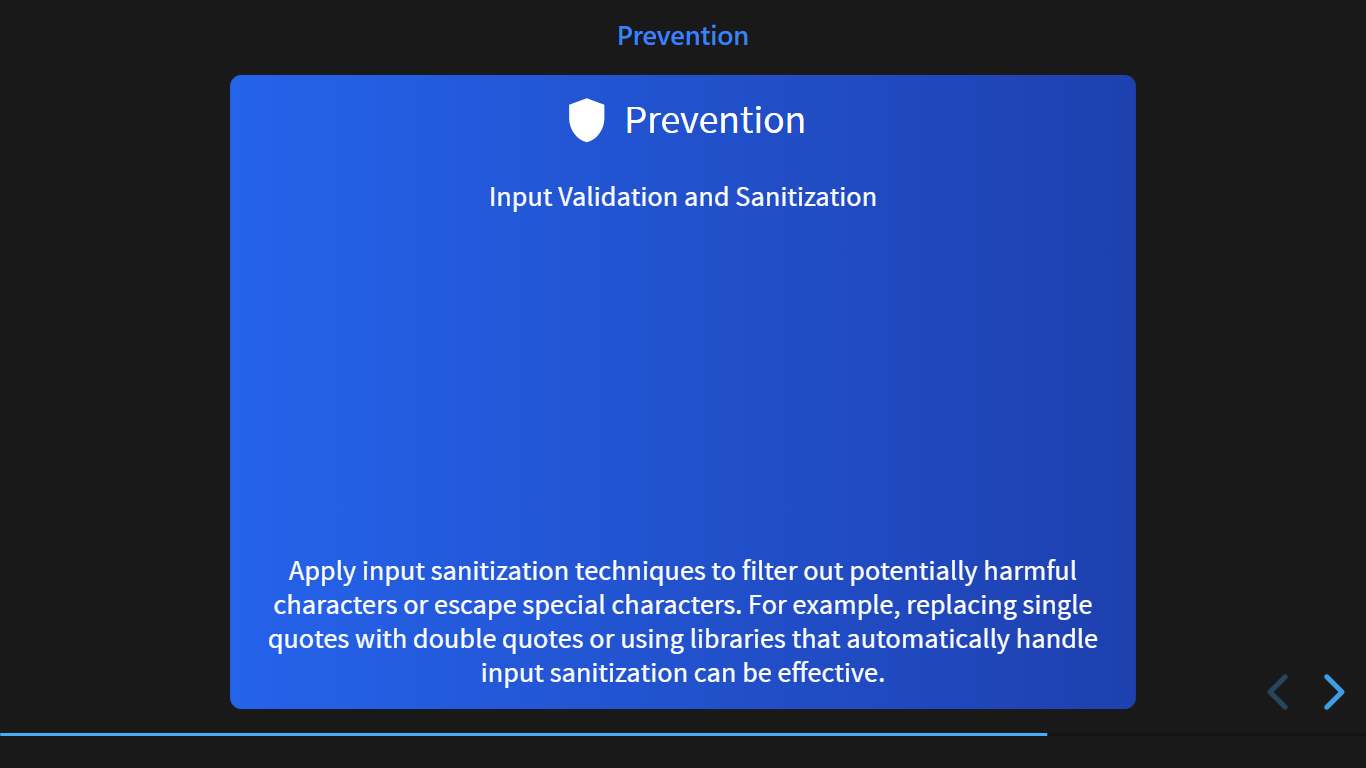 Prevention
Prevention
Input Validation and Sanitization
Apply input sanitization techniques to filter out potentially harmful
characters or escape special characters. For example, replacing single
quotes with double quotes or using libraries that automatically handle
input sanitization can be effective.